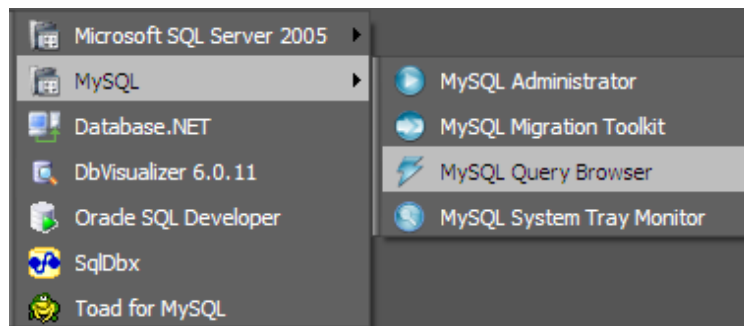 Microsoft SQL Server 2005
MySQL
Database.NET
DbVisualizer 6.0.11
Oracle SQL Developer
SqlDbx
Toad for MySQL
MySQL Administrator
MySQL Migration Toolkit
MySQL Query Browser
MySQL System Tray Monitor